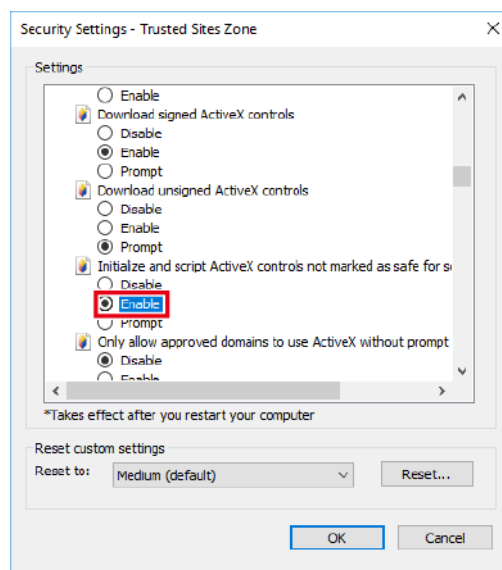 Security Settings - Trusted Sites Zone
Settings
Enable
Download signed ActiveX controls
Disable
Enable
Prompt
Download unsigned ActiveX controls
Disable
Enable
Prompt
Initialize and script ActiveX controls not marked as safe for s
Disable
Enable
Prompt
Only allow approved domains to use ActiveX without prompt
Disable
Enable
*Takes effect after you restart your computer
Reset custom settings
Reset to:
Medium (default)
Reset...
OK
Cancel